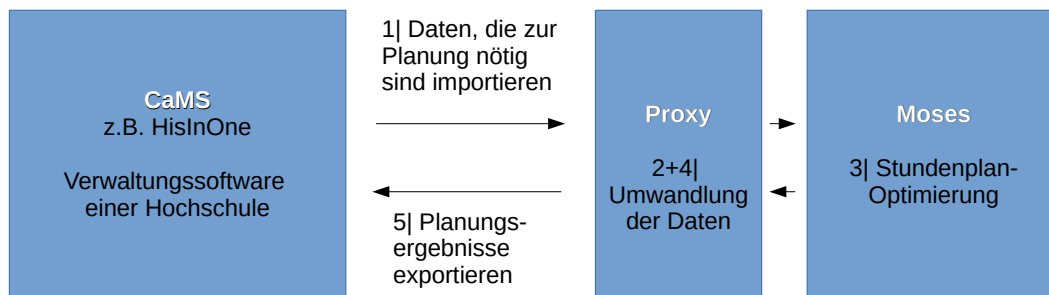 CaMS
z.B. HisInOne
Verwaltungssoftware
einer Hochschule
1| Daten, die zur
Planung nötig
sind importieren
5| Planungs-
ergebnisse
exportieren
Proxy
2+4|
Umwandlung
der Daten
Moses
3| Stundenplan-
Optimierung